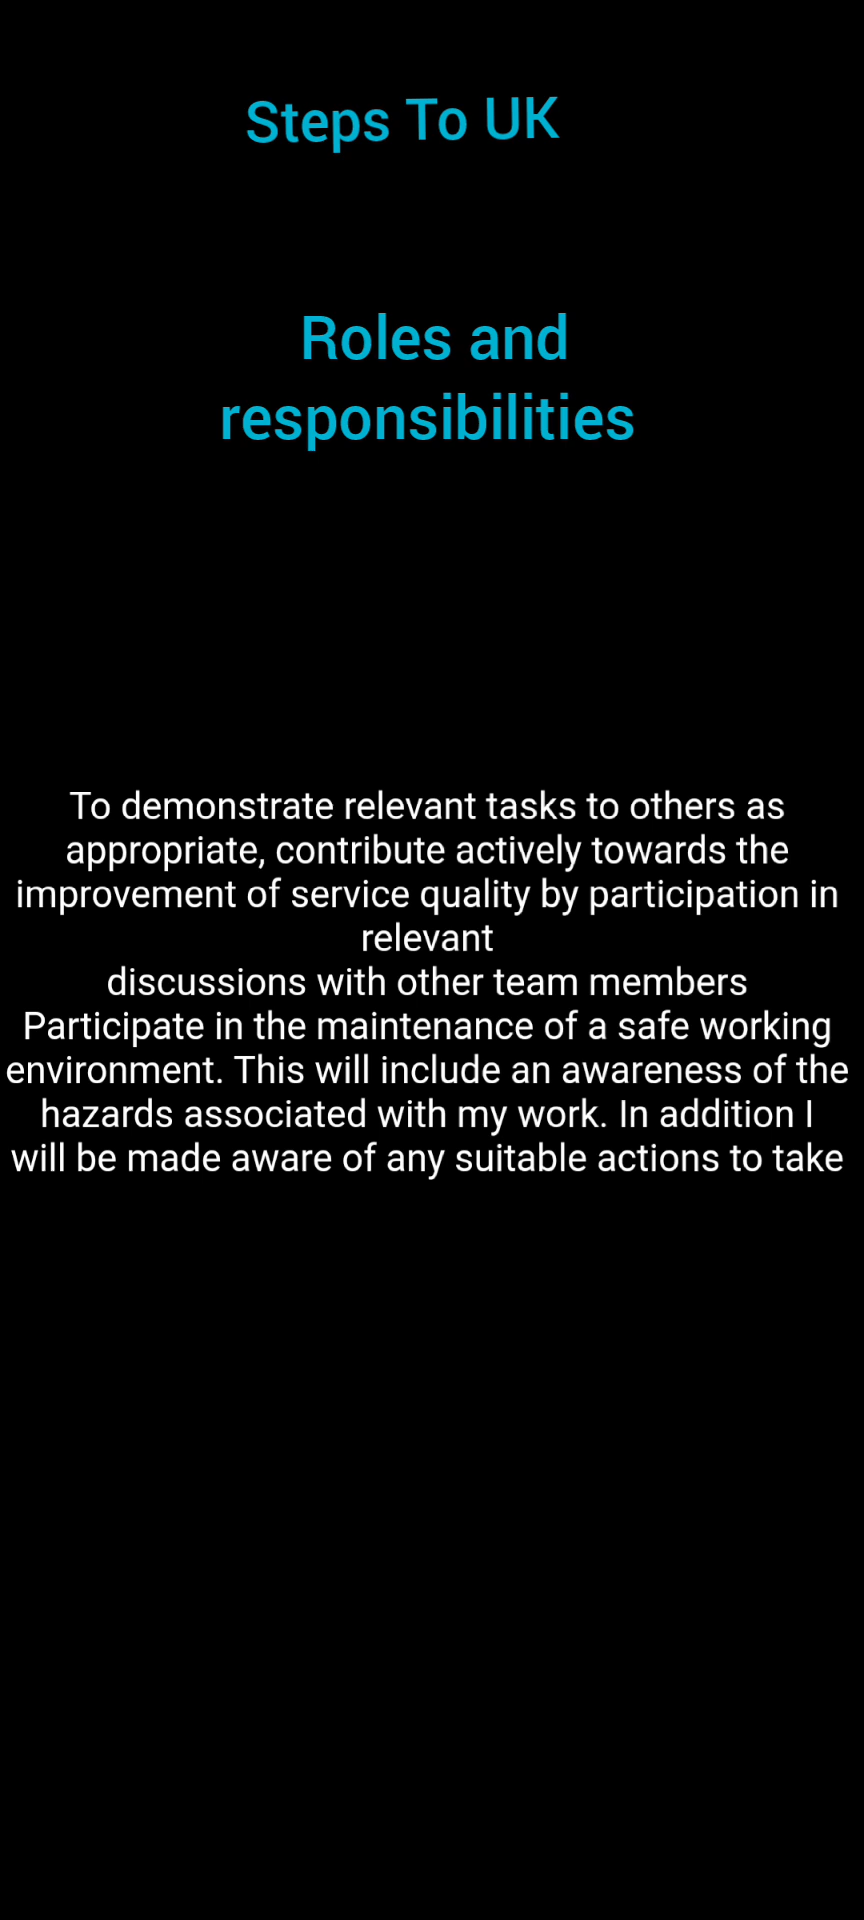 Steps To UK
Roles and
responsibilities
To demonstrate relevant tasks to others as
appropriate, contribute actively towards the
improvement of service quality by participation in
relevant
discussions with other team members
Participate in the maintenance of a safe working
environment. This will include an awareness of the
hazards associated with my work. In addition I
will be made aware of any suitable actions to take